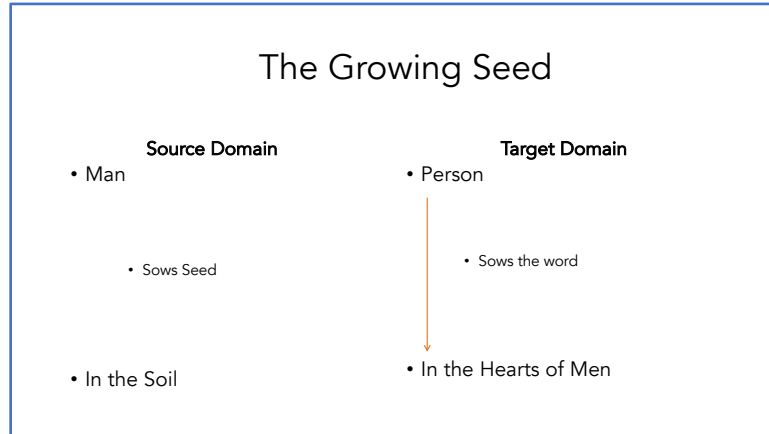 The Growing Seed
Source Domain
• Man
• Sows Seed
• In the Soil
Target Domain
• Person
• Sows the word
• In the Hearts of Men